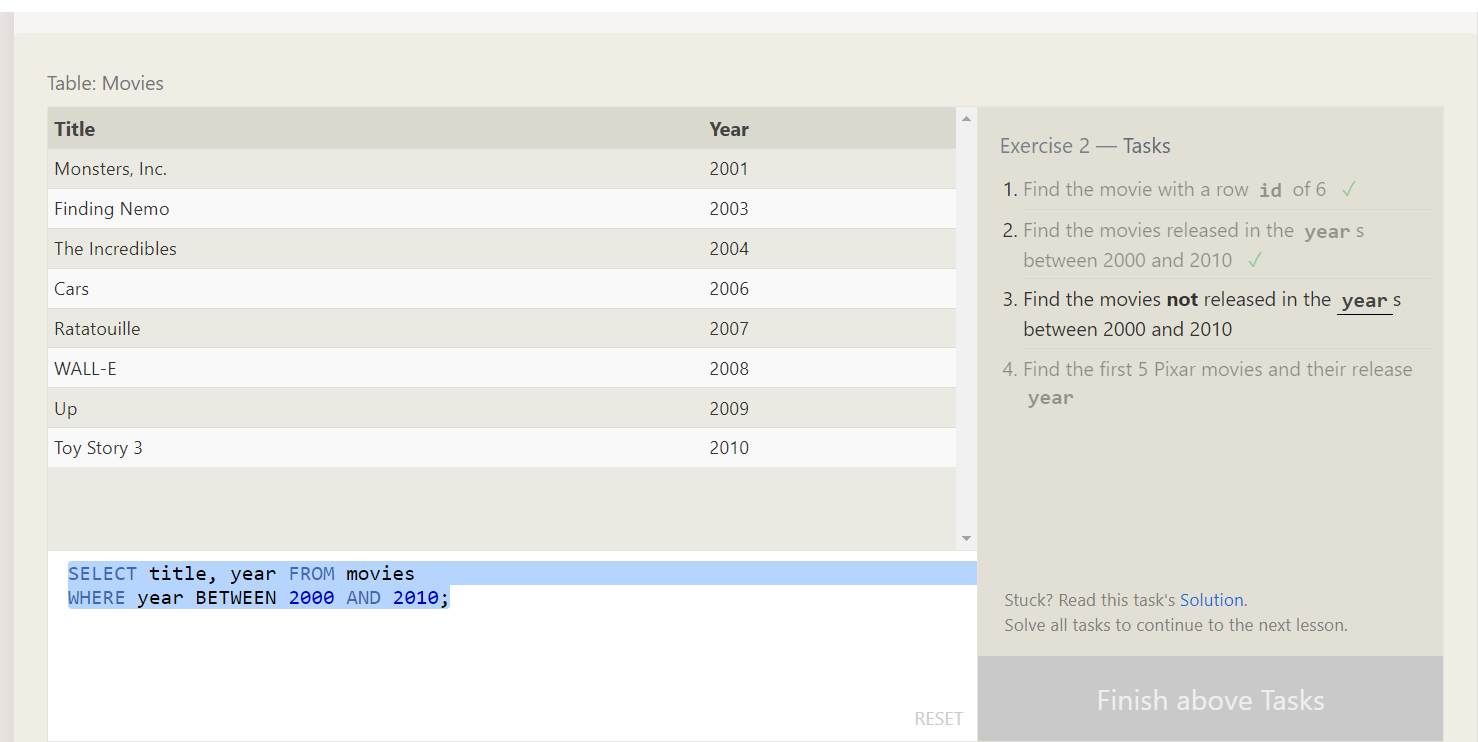 Table: Movies
Title Year
Monsters, Inc. 2001
Finding Nemo 2003
The Incredibles 2004
Cars 2006
Ratatouille 2007
WALL-E 2008
Up 2009
Toy Story 3 2010
SELECT title, year FROM movies
WHERE year BETWEEN 2000 AND 2010;
RESET
Exercise 2 — Tasks
1. Find the movie with a row id of 6 ✓
2. Find the movies released in the year s
between 2000 and 2010 ✓
3. Find the movies not released in the year s
between 2000 and 2010
4. Find the first 5 Pixar movies and their release
year
Stuck? Read this task's Solution.
Solve all tasks to continue to the next lesson.
Finish above Tasks